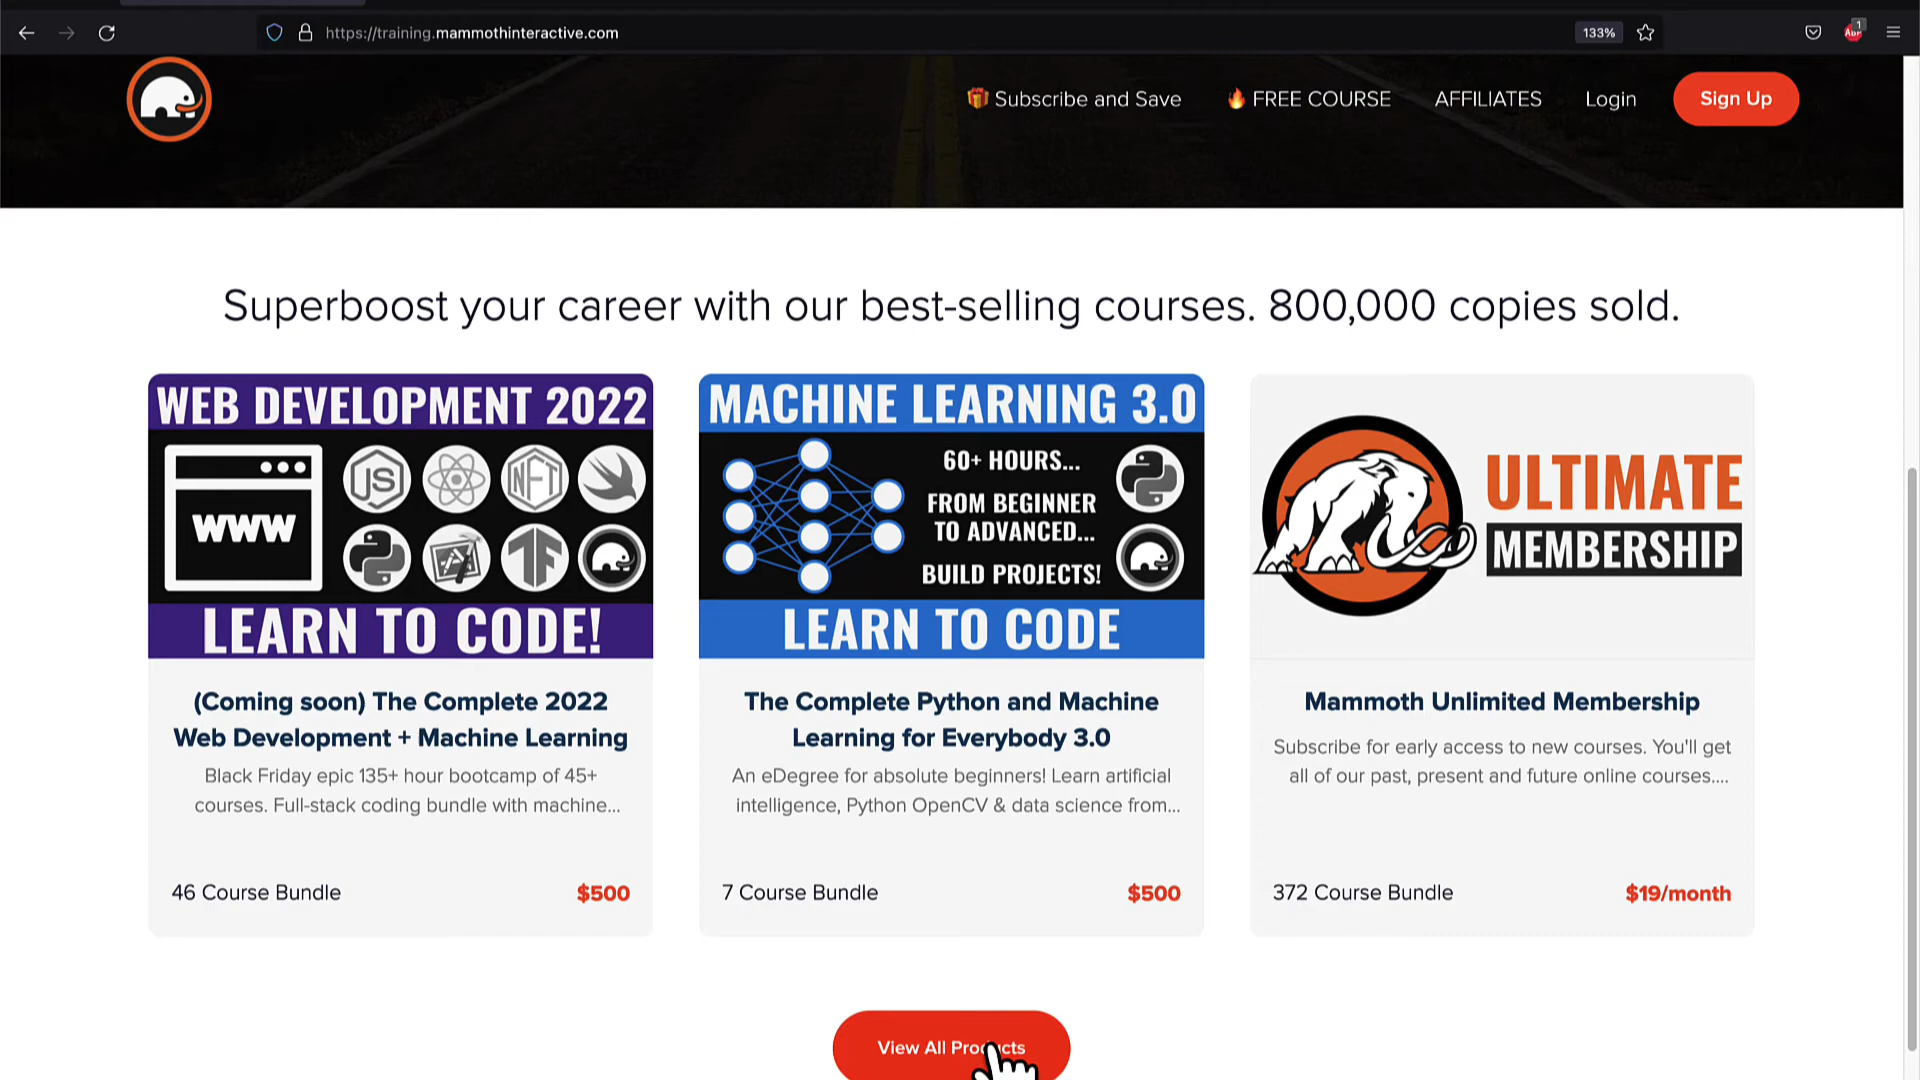 https://training.mammothinteractive.com
133%
1
ABP
🎁 Subscribe and Save
🔥 FREE COURSE
AFFILIATES
Login
Sign Up
Superboost your career with our best-selling courses. 800,000 copies sold.
WEB DEVELOPMENT 2022
WWW
JS
NFT
LEARN TO CODE!
(Coming soon) The Complete 2022
Web Development + Machine Learning
Black Friday epic 135+ hour bootcamp of 45+
courses. Full-stack coding bundle with machine...
46 Course Bundle
$500
MACHINE LEARNING 3.0
60+ HOURS...
FROM BEGINNER
TO ADVANCED...
BUILD PROJECTS!
LEARN TO CODE
The Complete Python and Machine
Learning for Everybody 3.0
An eDegree for absolute beginners! Learn artificial
intelligence, Python OpenCV & data science from...
7 Course Bundle
$500
ULTIMATE
MEMBERSHIP
Mammoth Unlimited Membership
Subscribe for early access to new courses. You'll get
all of our past, present and future online courses....
372 Course Bundle
$19/month
View All Products